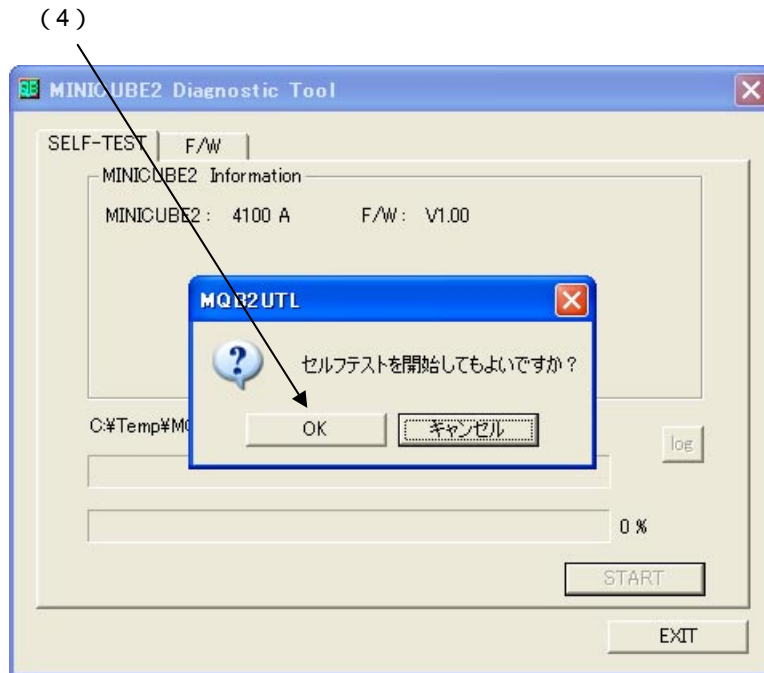 (4)
MINICUBE2 Diagnostic Tool
SELF-TEST F/W
MINICUBE2 Information
MINICUBE2: 4100 A F/W: V1.00
MQB2UTL
セルフテストを開始してもよいですか?
OK キャンセル
C:¥Temp¥M
log
0 %
START
EXIT